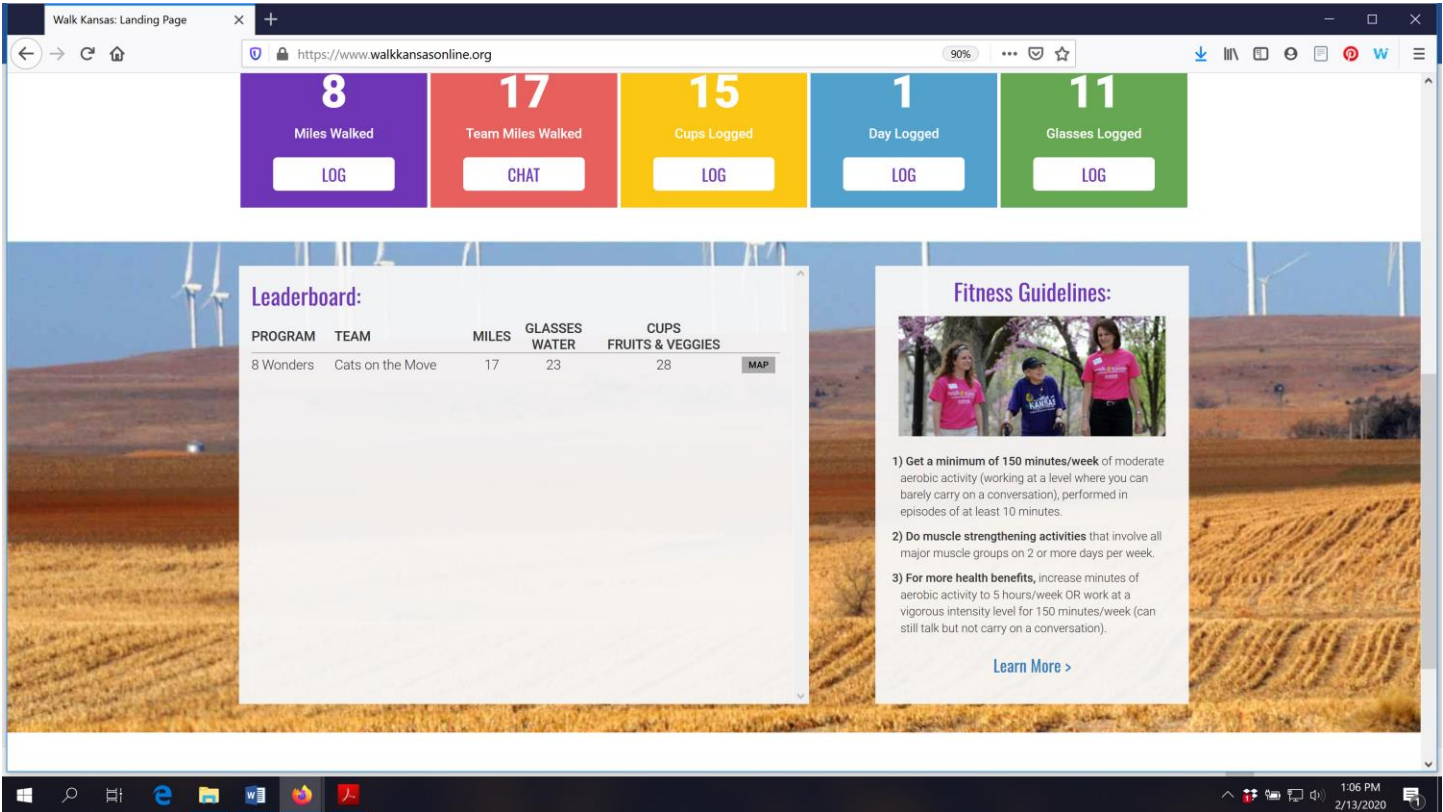 Walk Kansas: Landing Page
https://www.walkkansasonline.org
90%
8
Miles Walked
LOG
17
Team Miles Walked
CHAT
15
Cups Logged
LOG
1
Day Logged
LOG
11
Glasses Logged
LOG
Leaderboard:
PROGRAM TEAM MILES GLASSES WATER CUPS FRUITS & VEGGIES
8 Wonders Cats on the Move 17 23 28 MAP
Fitness Guidelines:
KANSAS
1) Get a minimum of 150 minutes/week of moderate
aerobic activity (working at a level where you can
barely carry on a conversation), performed in
episodes of at least 10 minutes.
2) Do muscle strengthening activities that involve all
major muscle groups on 2 or more days per week.
3) For more health benefits, increase minutes of
aerobic activity to 5 hours/week OR work at a
vigorous intensity level for 150 minutes/week (can
still talk but not carry on a conversation).
Learn More >
1:06 PM
2/13/2020